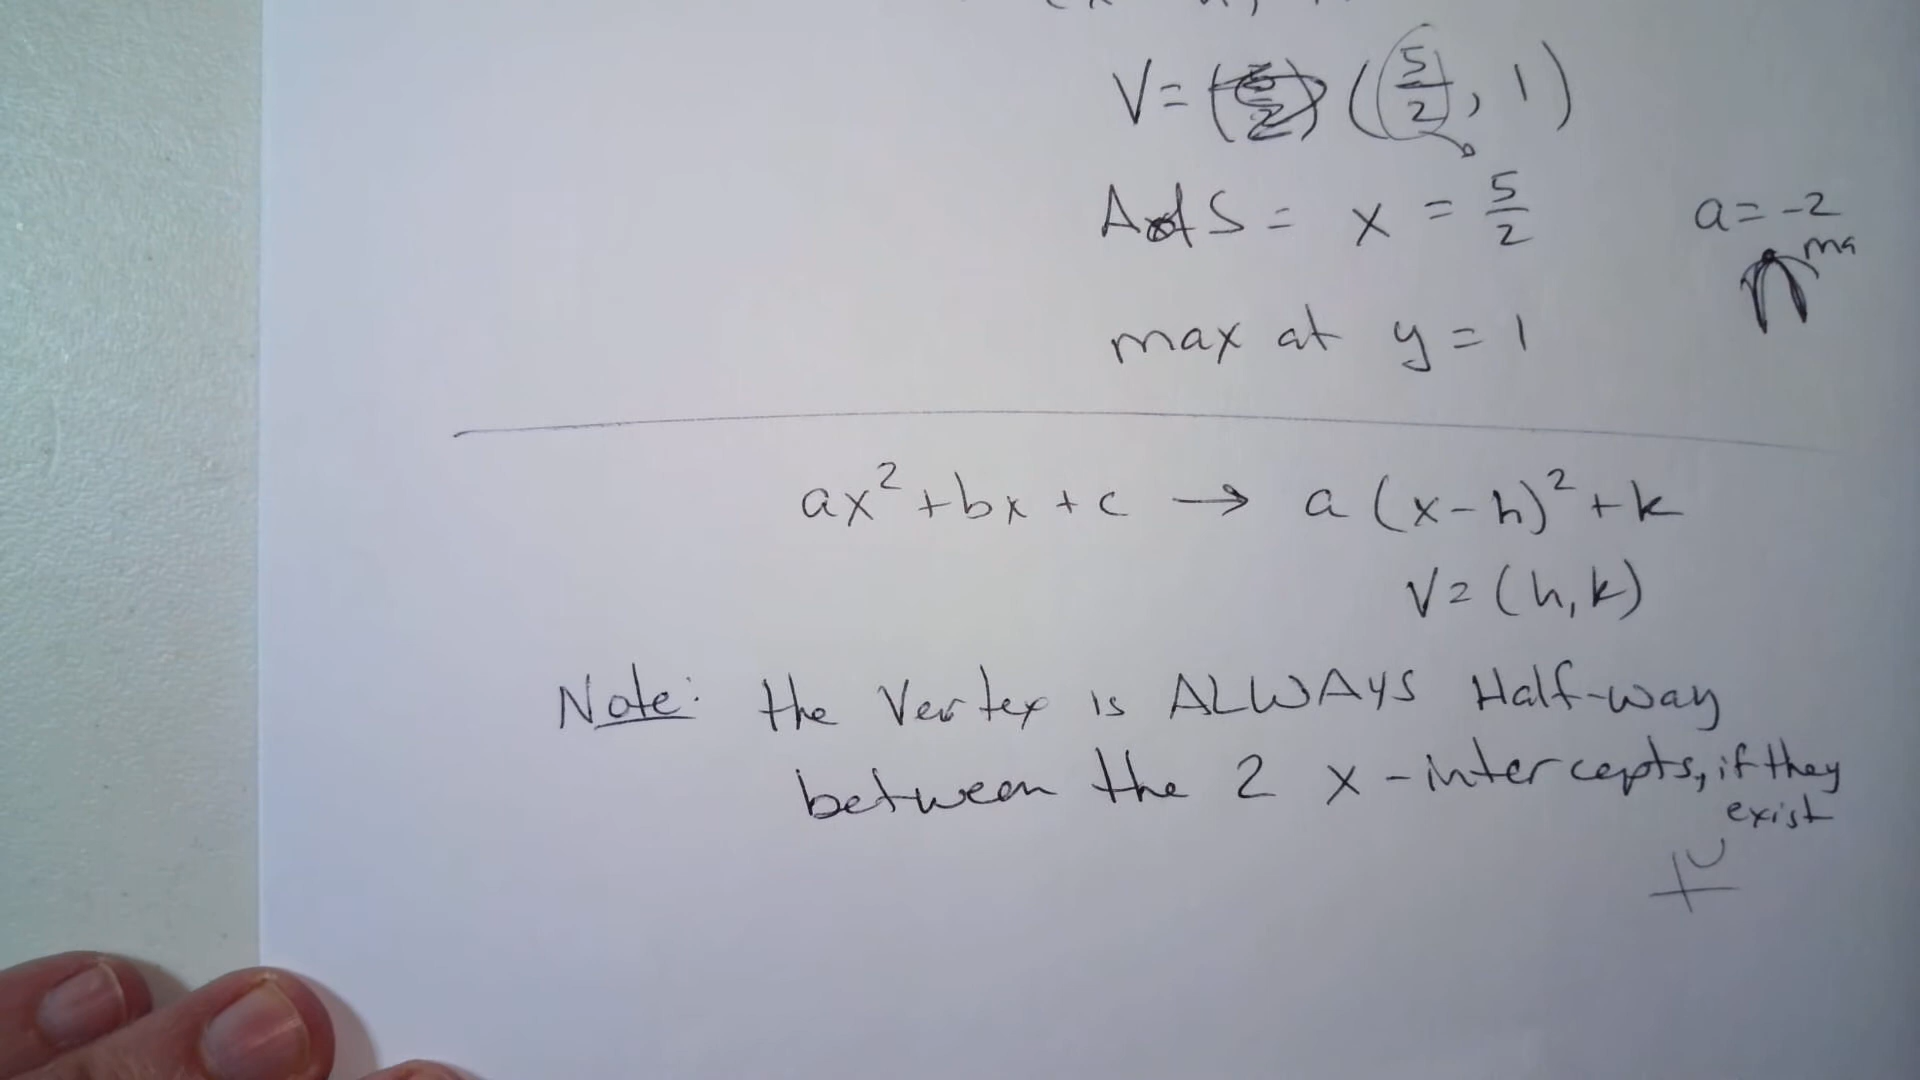 V = (5/2, 1)
AofS = x = 5/2
a = -2
max at y = 1
ax² + bx + c → a (x - h)² + k
V = (h, k)
Note: the Vertex is ALWAYS Half-way
between the 2 x-intercepts, if they
exist